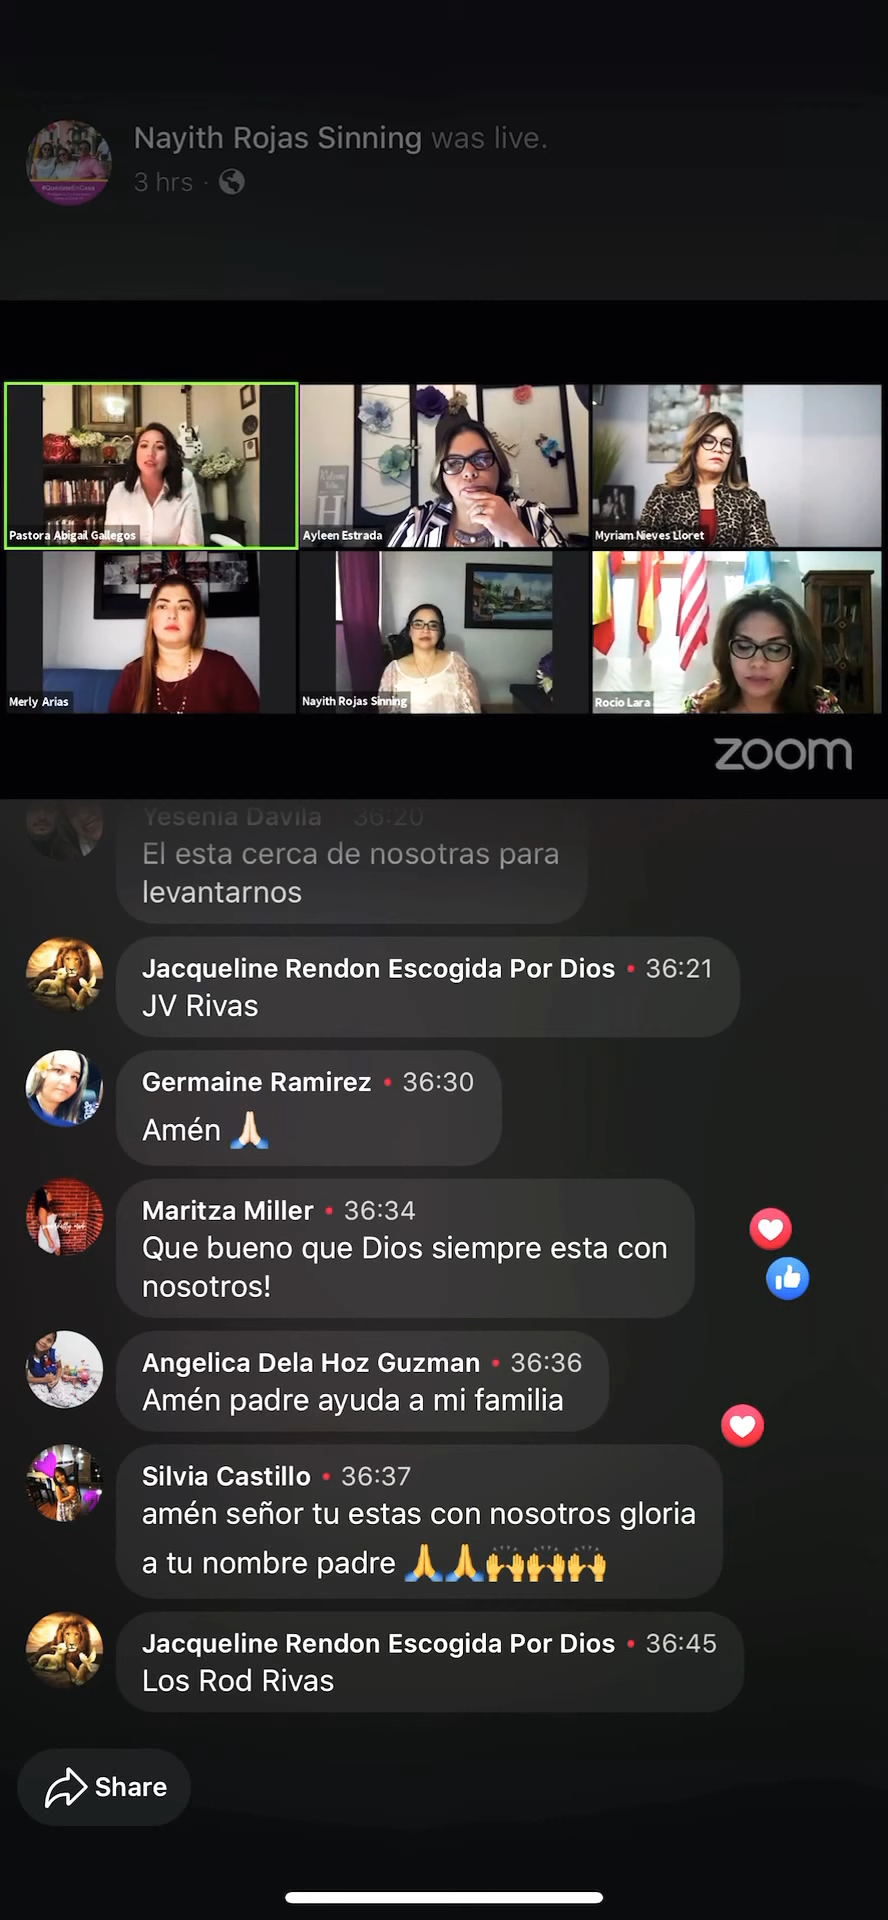 Nayith Rojas Sinning was live.
3 hrs ·
#QuédateEnCasa
Pastora Abigail Gallegos
Ayleen Estrada
Myriam Nieves Lloret
H
Merly Arias
Nayith Rojas Sinning
Rocio Lara
zoom
Yesenia Davila 36:20
El esta cerca de nosotras para
levantarnos
Jacqueline Rendon Escogida Por Dios • 36:21
JV Rivas
Germaine Ramirez • 36:30
Amén 🙏🏻
Maritza Miller • 36:34
Que bueno que Dios siempre esta con
nosotros!
Angelica Dela Hoz Guzman • 36:36
Amén padre ayuda a mi familia
Silvia Castillo • 36:37
amén señor tu estas con nosotros gloria
a tu nombre padre 🙏🙏🙌🙌🙌
Jacqueline Rendon Escogida Por Dios • 36:45
Los Rod Rivas
Share